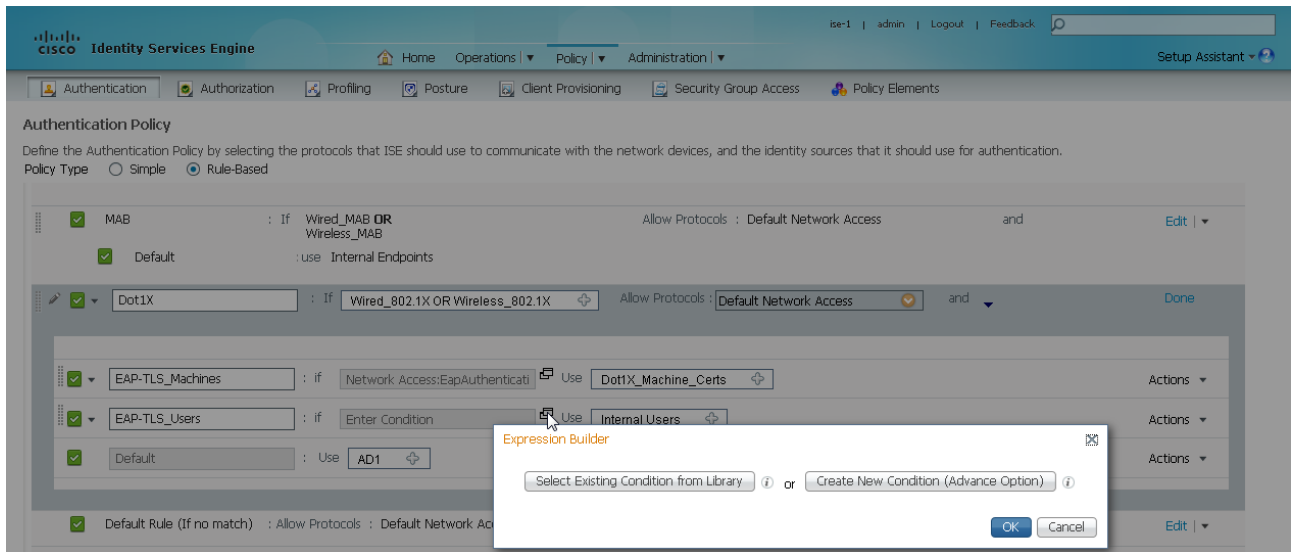 ise-1 | admin | Logout | Feedback
CISCO Identity Services Engine
Home Operations | Policy | Administration | Setup Assistant
Authentication Authorization Profiling Posture Client Provisioning Security Group Access Policy Elements
Authentication Policy
Define the Authentication Policy by selecting the protocols that ISE should use to communicate with the network devices, and the identity sources that it should use for authentication.
Policy Type Simple Rule-Based
MAB : If Wired_MAB OR Allow Protocols : Default Network Access and Edit |
Wireless_MAB
Default : use Internal Endpoints
Dot1X : If Wired_802.1X OR Wireless_802.1X Allow Protocols : Default Network Access and Done
EAP-TLS_Machines : if Network Access:EapAuthenticati Use Dot1X_Machine_Certs Actions
EAP-TLS_Users : if Enter Condition Use Internal Users Actions
Expression Builder
Default : Use AD1 Actions
Select Existing Condition from Library or Create New Condition (Advance Option)
Default Rule (If no match) : Allow Protocols : Default Network Ac Edit |
OK Cancel